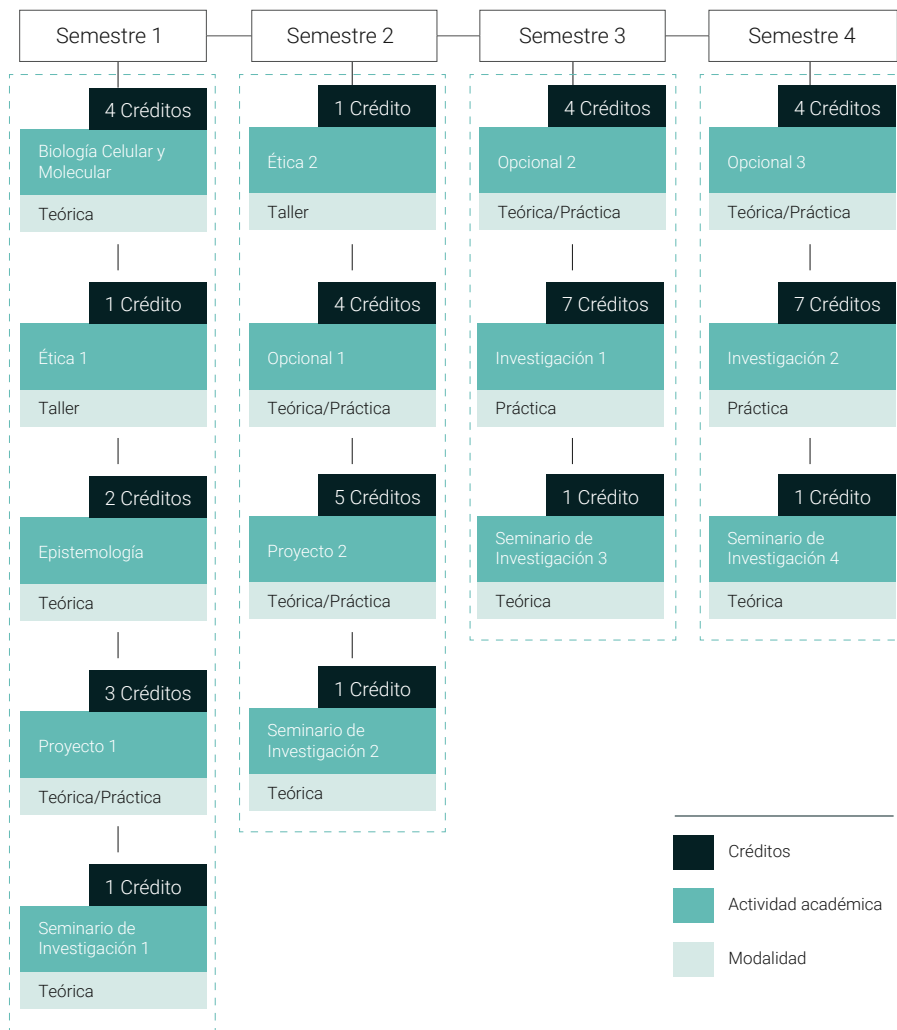 Semestre 1
Semestre 2
Semestre 3
Semestre 4
4 Créditos
Biología Celular y
Molecular
Teórica
1 Crédito
Ética 1
Taller
2 Créditos
Epistemología
Teórica
3 Créditos
Proyecto 1
Teórica/Práctica
1 Crédito
Seminario de
Investigación 1
Teórica
1 Crédito
Ética 2
Taller
4 Créditos
Opcional 1
Teórica/Práctica
5 Créditos
Proyecto 2
Teórica/Práctica
1 Crédito
Seminario de
Investigación 2
Teórica
4 Créditos
Opcional 2
Teórica/Práctica
7 Créditos
Investigación 1
Práctica
1 Crédito
Seminario de
Investigación 3
Teórica
4 Créditos
Opcional 3
Teórica/Práctica
7 Créditos
Investigación 2
Práctica
1 Crédito
Seminario de
Investigación 4
Teórica
Créditos
Actividad académica
Modalidad